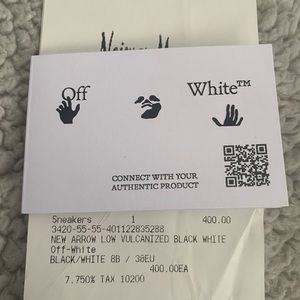 Off White™
CONNECT WITH YOUR
AUTHENTIC PRODUCT
Sneakers 1 400.00
3420-55-55-401122835288
NEW ARROW LOW VULCANIZED BLACK WHITE
Off-White
BLACK/WHITE 8B / 38EU
400.00EA
7.750% TAX 10200